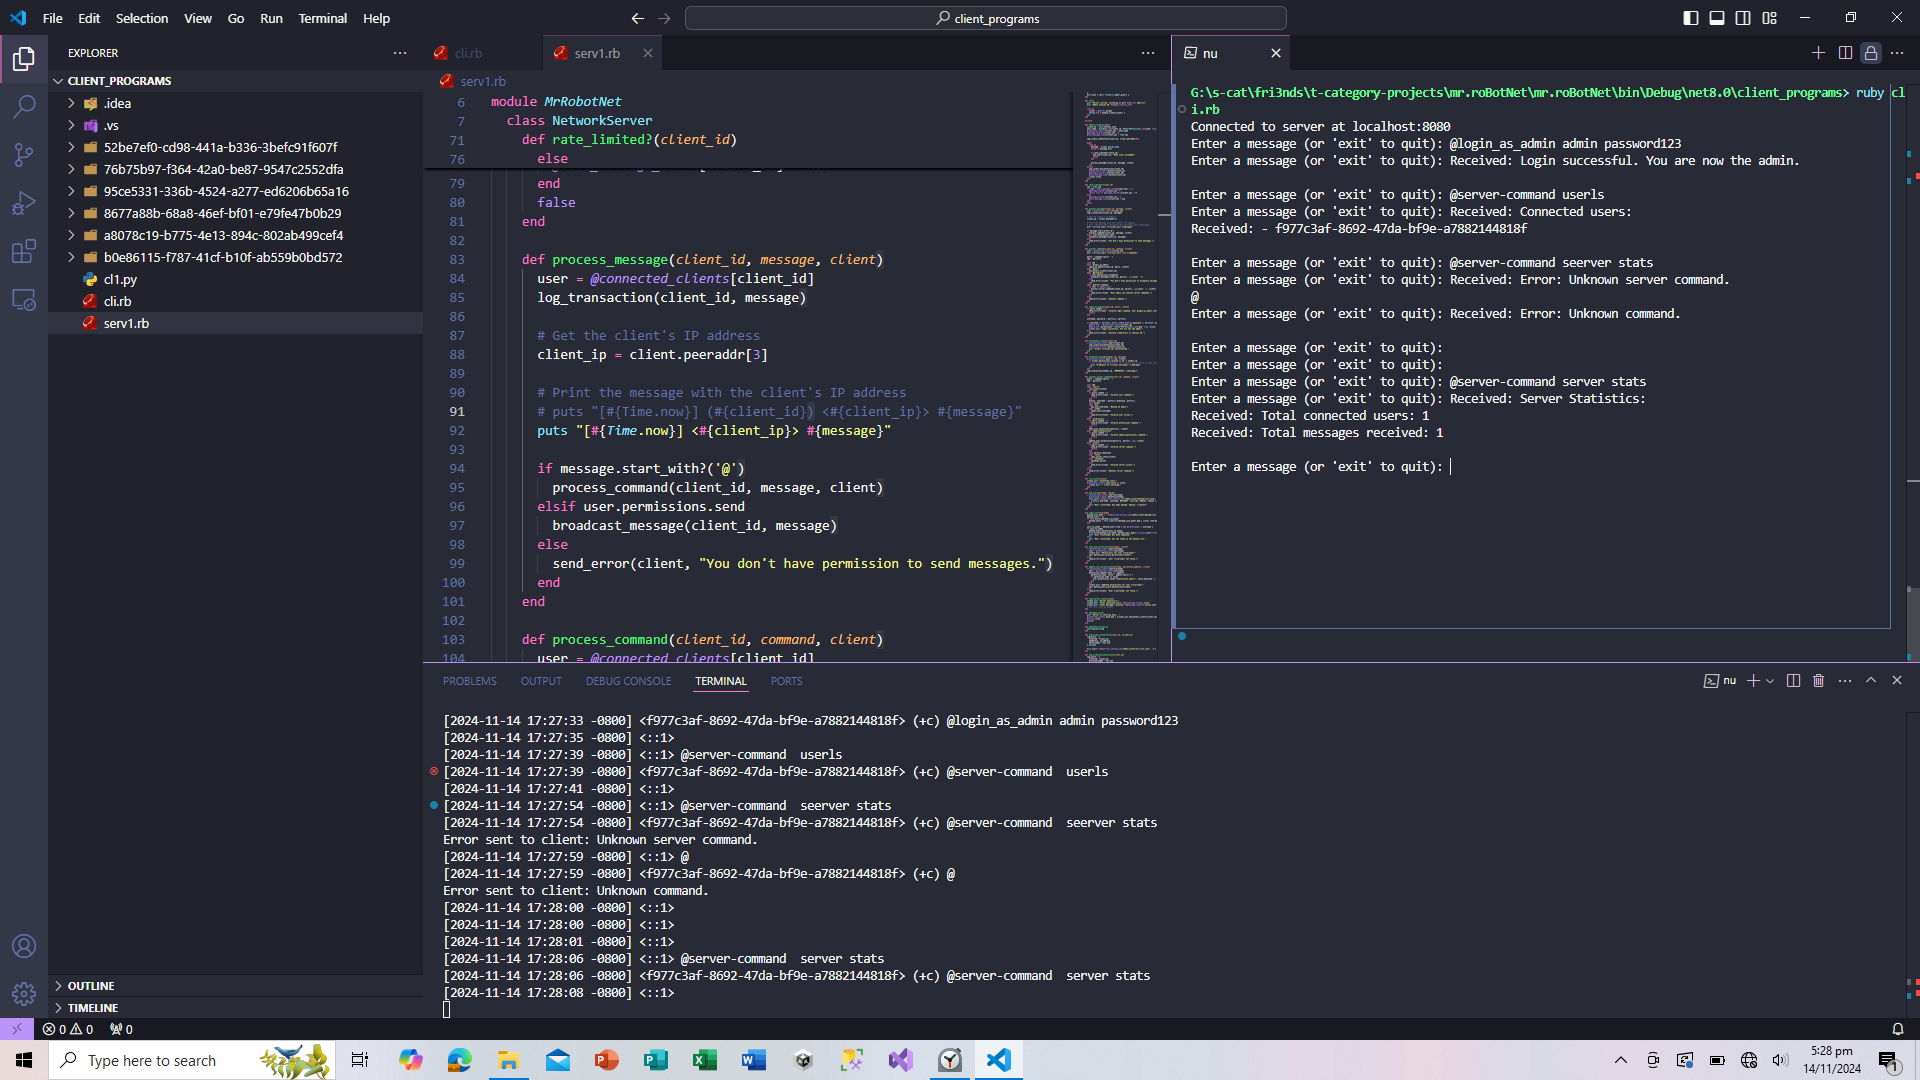 File Edit Selection View Go Run Terminal Help
client_programs
EXPLORER
CLIENT_PROGRAMS
.idea
.vs
52be7ef0-cd98-441a-b336-3befc91f607f
76b75b97-f364-42a0-be87-9547c2552dfa
95ce5331-336b-4524-a277-ed6206b65a16
8677a88b-68a8-46ef-bf01-e79fe47b0b29
a8078c19-b775-4e13-894c-802ab499cef4
b0e86115-f787-41cf-b10f-ab559b0bd572
cl1.py
cli.rb
serv1.rb
OUTLINE
TIMELINE
cli.rb
serv1.rb
serv1.rb
6 module MrRobotNet
7 class NetworkServer
71 def rate_limited?(client_id)
76 else
79 end
80 false
81 end
82
83 def process_message(client_id, message, client)
84 user = @connected_clients[client_id]
85 log_transaction(client_id, message)
86
87 # Get the client's IP address
88 client_ip = client.peeraddr[3]
89
90 # Print the message with the client's IP address
91 # puts "[#{Time.now}] (#{client_id}) <#{client_ip}> #{message}"
92 puts "[#{Time.now}] <#{client_ip}> #{message}"
93
94 if message.start_with?('@')
95 process_command(client_id, message, client)
96 elsif user.permissions.send
97 broadcast_message(client_id, message)
98 else
99 send_error(client, "You don't have permission to send messages.")
100 end
101 end
102
103 def process_command(client_id, command, client)
104 user = @connected_clients[client_id]
nu
G:\s-cat\fri3nds\t-category-projects\mr.roBotNet\mr.roBotNet\bin\Debug\net8.0\client_programs> ruby cl
i.rb
Connected to server at localhost:8080
Enter a message (or 'exit' to quit): @login_as_admin admin password123
Enter a message (or 'exit' to quit): Received: Login successful. You are now the admin.
Enter a message (or 'exit' to quit): @server-command userls
Enter a message (or 'exit' to quit): Received: Connected users:
Received: - f977c3af-8692-47da-bf9e-a7882144818f
Enter a message (or 'exit' to quit): @server-command seerver stats
Enter a message (or 'exit' to quit): Received: Error: Unknown server command.
@
Enter a message (or 'exit' to quit): Received: Error: Unknown command.
Enter a message (or 'exit' to quit):
Enter a message (or 'exit' to quit):
Enter a message (or 'exit' to quit): @server-command server stats
Enter a message (or 'exit' to quit): Received: Server Statistics:
Received: Total connected users: 1
Received: Total messages received: 1
Enter a message (or 'exit' to quit):
PROBLEMS OUTPUT DEBUG CONSOLE TERMINAL PORTS
nu
[2024-11-14 17:27:33 -0800] <f977c3af-8692-47da-bf9e-a7882144818f> (+c) @login_as_admin admin password123
[2024-11-14 17:27:35 -0800] <::1>
[2024-11-14 17:27:39 -0800] <::1> @server-command  userls
[2024-11-14 17:27:39 -0800] <f977c3af-8692-47da-bf9e-a7882144818f> (+c) @server-command  userls
[2024-11-14 17:27:41 -0800] <::1>
[2024-11-14 17:27:54 -0800] <::1> @server-command  seerver stats
[2024-11-14 17:27:54 -0800] <f977c3af-8692-47da-bf9e-a7882144818f> (+c) @server-command  seerver stats
Error sent to client: Unknown server command.
[2024-11-14 17:27:59 -0800] <::1> @
[2024-11-14 17:27:59 -0800] <f977c3af-8692-47da-bf9e-a7882144818f> (+c) @
Error sent to client: Unknown command.
[2024-11-14 17:28:00 -0800] <::1>
[2024-11-14 17:28:00 -0800] <::1>
[2024-11-14 17:28:01 -0800] <::1>
[2024-11-14 17:28:06 -0800] <::1> @server-command  server stats
[2024-11-14 17:28:06 -0800] <f977c3af-8692-47da-bf9e-a7882144818f> (+c) @server-command  server stats
[2024-11-14 17:28:08 -0800] <::1>
0 0 0
Type here to search
5:28 pm
14/11/2024
1